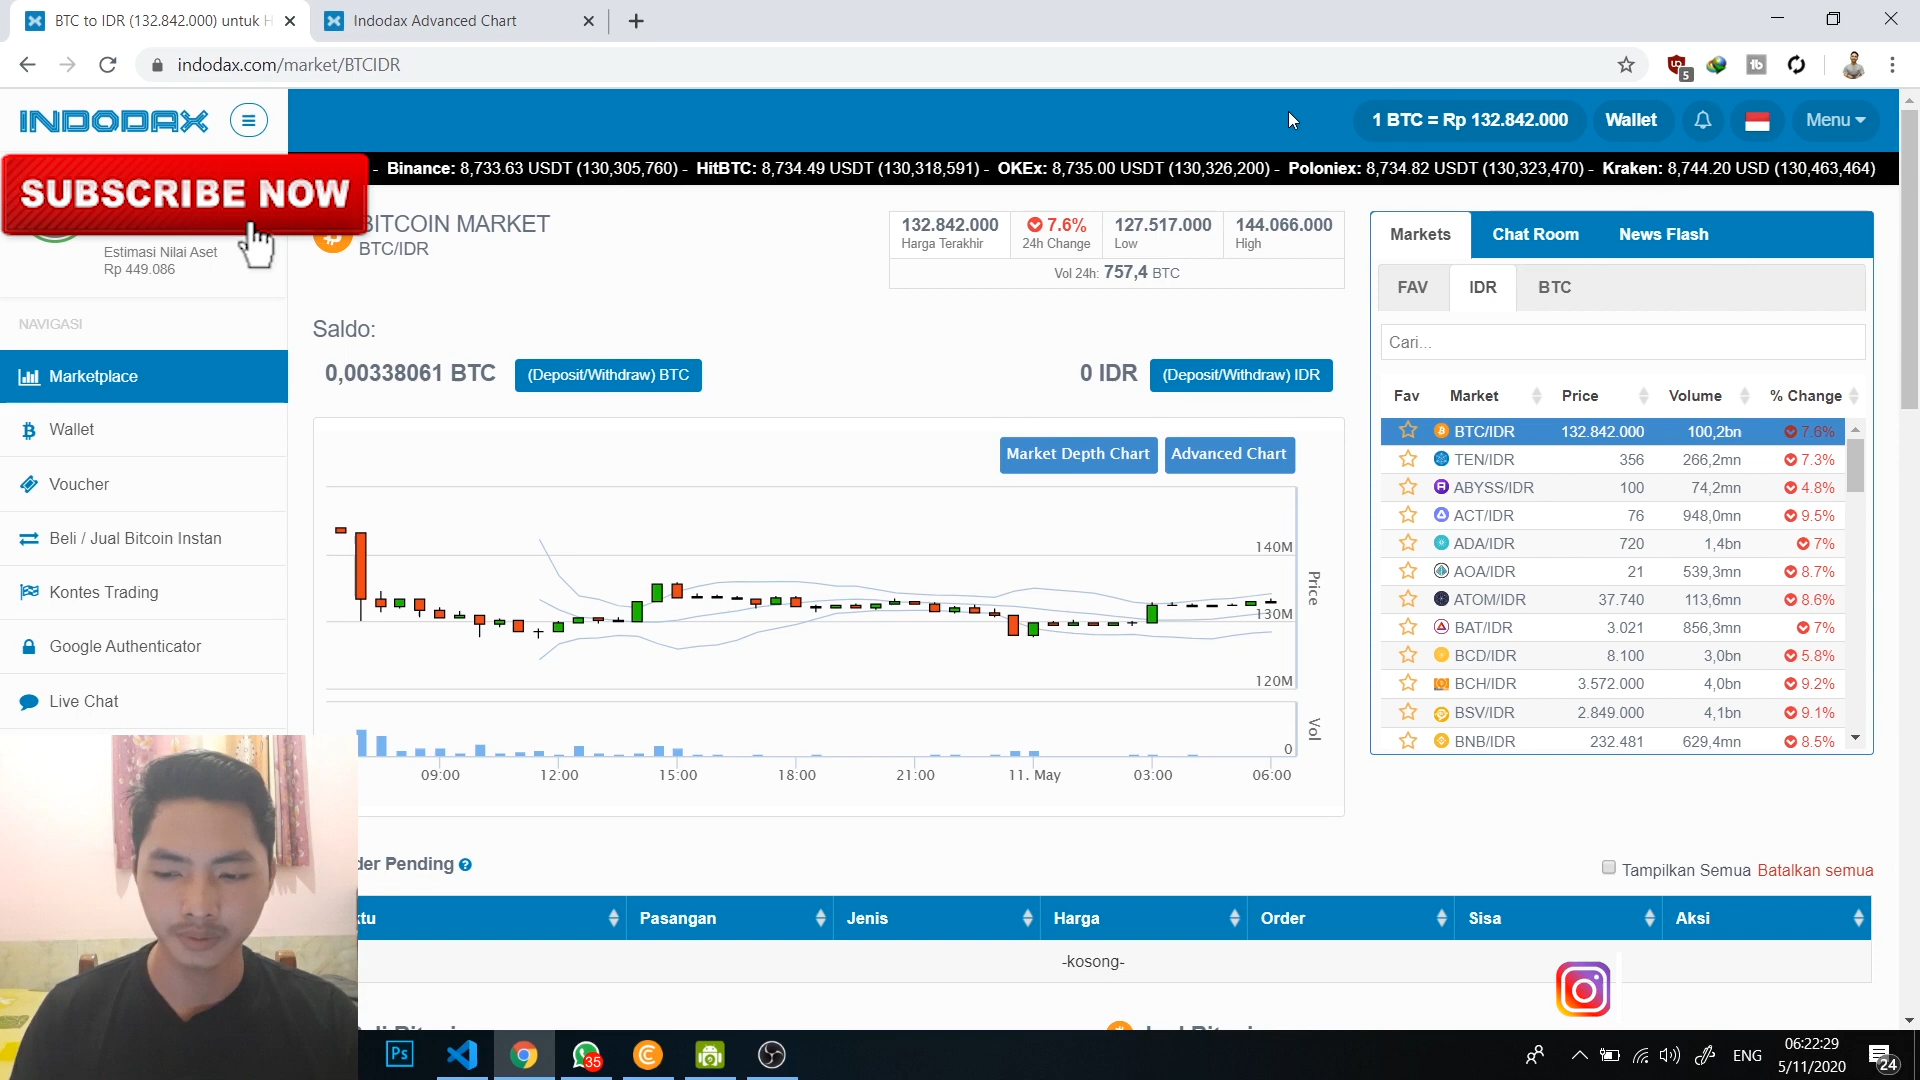 BTC to IDR (132.842.000) untuk H
Indodax Advanced Chart
indodax.com/market/BTCIDR
5
INDODAX
1 BTC = Rp 132.842.000
Wallet
Menu
SUBSCRIBE NOW
- Binance: 8,733.63 USDT (130,305,760) - HitBTC: 8,734.49 USDT (130,318,591) - OKEx: 8,735.00 USDT (130,326,200) - Poloniex: 8,734.82 USDT (130,323,470) - Kraken: 8,744.20 USD (130,463,464)
Estimasi Nilai Aset
Rp 449.086
BITCOIN MARKET
BTC/IDR
132.842.000
Harga Terakhir
7.6%
24h Change
127.517.000
Low
144.066.000
High
Vol 24h: 757,4 BTC
NAVIGASI
Marketplace
Wallet
Voucher
Beli / Jual Bitcoin Instan
Kontes Trading
Google Authenticator
Live Chat
Saldo:
0,00338061 BTC
(Deposit/Withdraw) BTC
0 IDR
(Deposit/Withdraw) IDR
Market Depth Chart
Advanced Chart
140M
130M
120M
Price
Vol
0
09:00 12:00 15:00 18:00 21:00 11. May 03:00 06:00
Markets
Chat Room
News Flash
FAV
IDR
BTC
Cari...
Fav Market Price Volume % Change
BTC/IDR 132.842.000 100,2bn 7.6%
TEN/IDR 356 266,2mn 7.3%
ABYSS/IDR 100 74,2mn 4.8%
ACT/IDR 76 948,0mn 9.5%
ADA/IDR 720 1,4bn 7%
AOA/IDR 21 539,3mn 8.7%
ATOM/IDR 37.740 113,6mn 8.6%
BAT/IDR 3.021 856,3mn 7%
BCD/IDR 8.100 3,0bn 5.8%
BCH/IDR 3.572.000 4,0bn 9.2%
BSV/IDR 2.849.000 4,1bn 9.1%
BNB/IDR 232.481 629,4mn 8.5%
der Pending
Tampilkan Semua Batalkan semua
ktu Pasangan Jenis Harga Order Sisa Aksi
-kosong-
Ps
35
ENG
06:22:29
5/11/2020
24